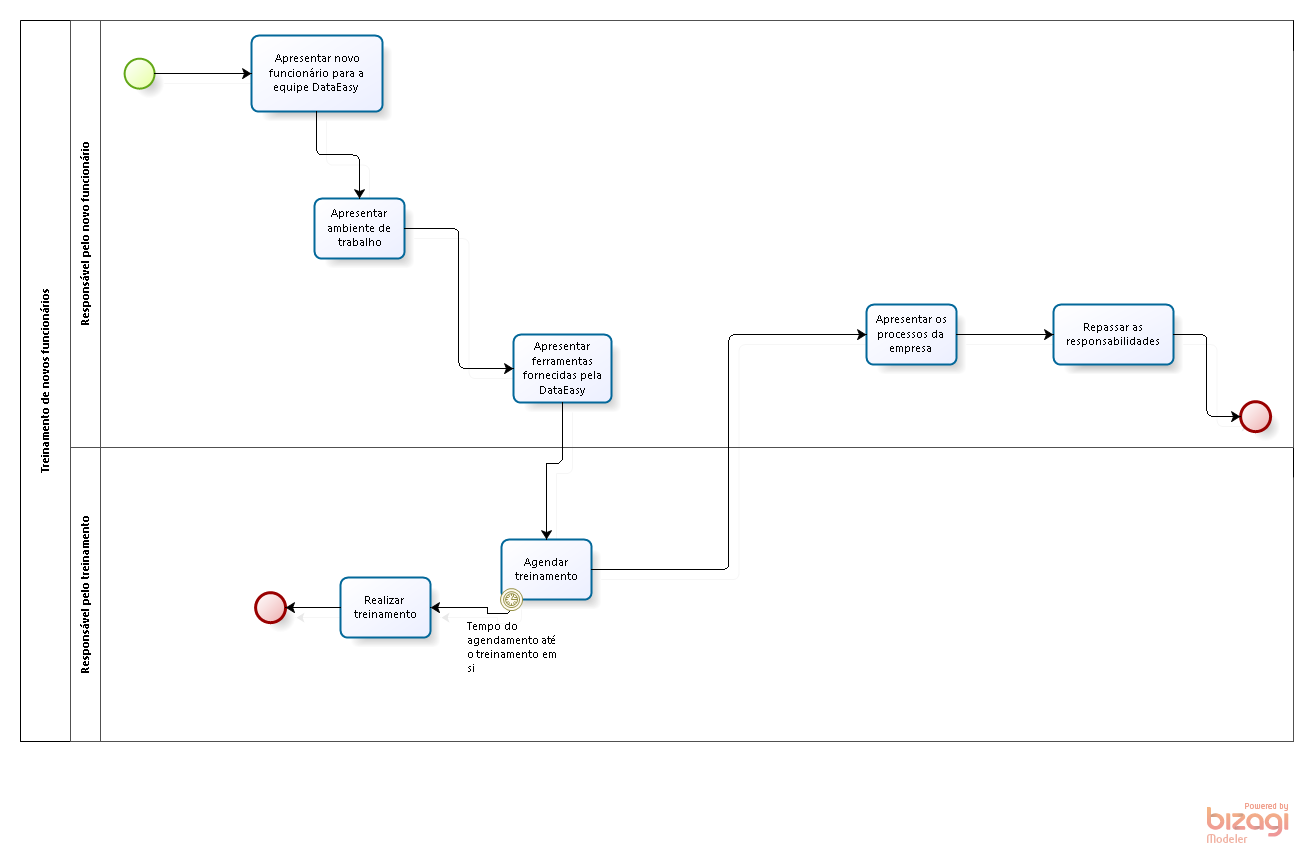 Treinamento de novos funcionários
Responsável pelo novo funcionário
Apresentar novo
funcionário para a
equipe DataEasy
Apresentar
ambiente de
trabalho
Apresentar
ferramentas
fornecidas pela
DataEasy
Apresentar os
processos da
empresa
Repassar as
responsabilidades
Responsável pelo treinamento
Agendar
treinamento
Realizar
treinamento
Tempo do
agendamento até
o treinamento em
si
Powered by
bizagi
Modeler